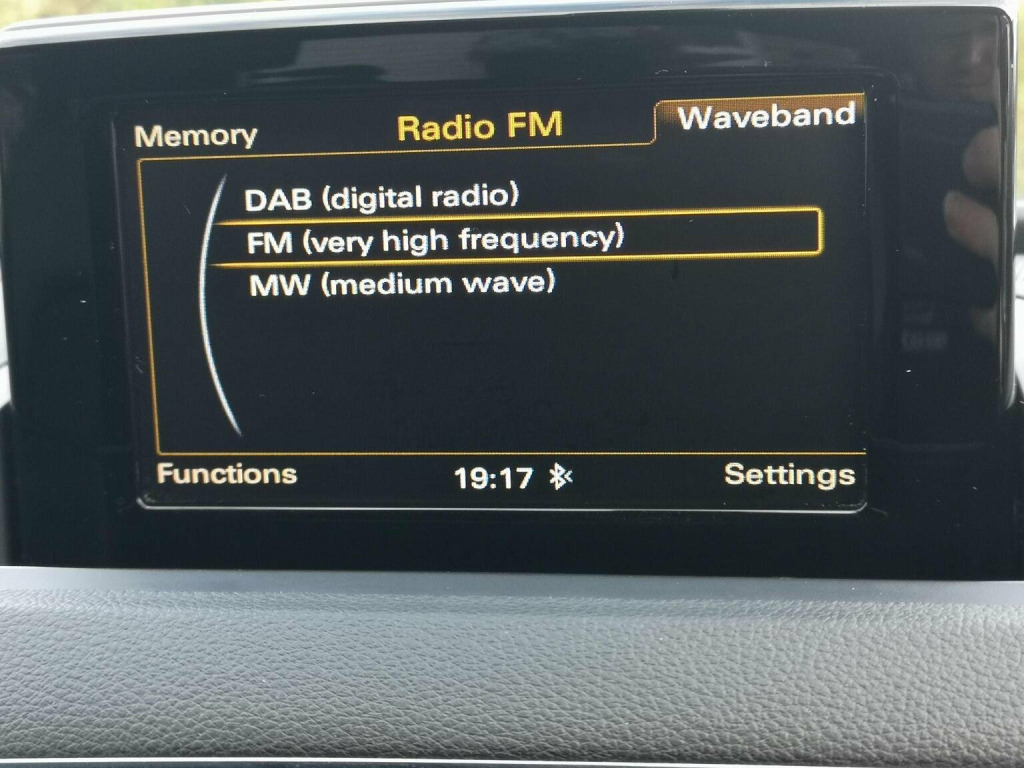 Memory Radio FM Waveband
DAB (digital radio)
FM (very high frequency)
MW (medium wave)
Functions 19:17 Settings